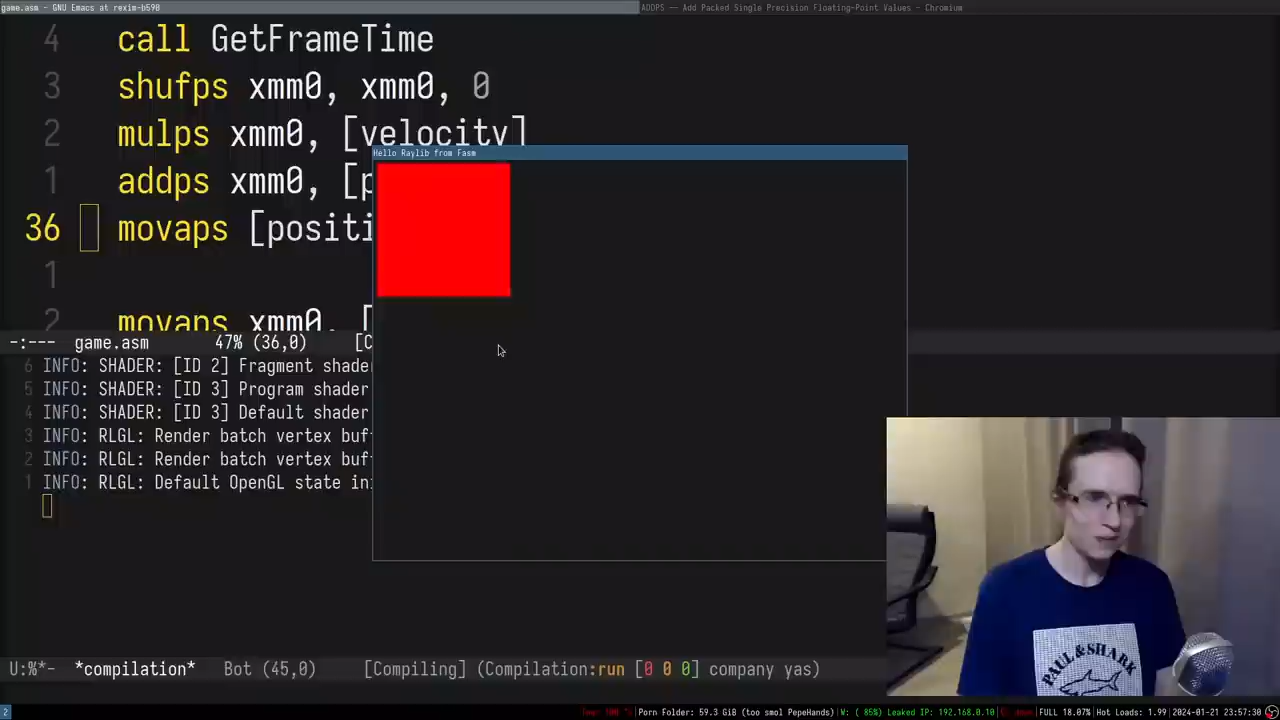 game.asm - GNU Emacs at rexim-b590
ADDPS — Add Packed Single Precision Floating-Point Values - Chromium
4 call GetFrameTime
3 shufps xmm0, xmm0, 0
2 mulps xmm0, [velocity]
1 addps xmm0, [p
36 movaps [positi
1
2 movaps xmm0, [
Hello Raylib from Fasm
-:--- game.asm 47% (36,0) [C
6 INFO: SHADER: [ID 2] Fragment shade
5 INFO: SHADER: [ID 3] Program shader
4 INFO: SHADER: [ID 3] Default shader
3 INFO: RLGL: Render batch vertex buf
2 INFO: RLGL: Render batch vertex buf
1 INFO: RLGL: Default OpenGL state in
PAUL & SHARK
U:%*- *compilation* Bot (45,0) [Compiling] (Compilation:run [0 0 0] company yas)
2
Porn Folder: 59.3 GiB (too smol PepeHands) W: ( 85%) Leaked IP: 192.168.0.10 FULL 18.07% Hot Loads: 1.99 2024-01-21 23:57:30